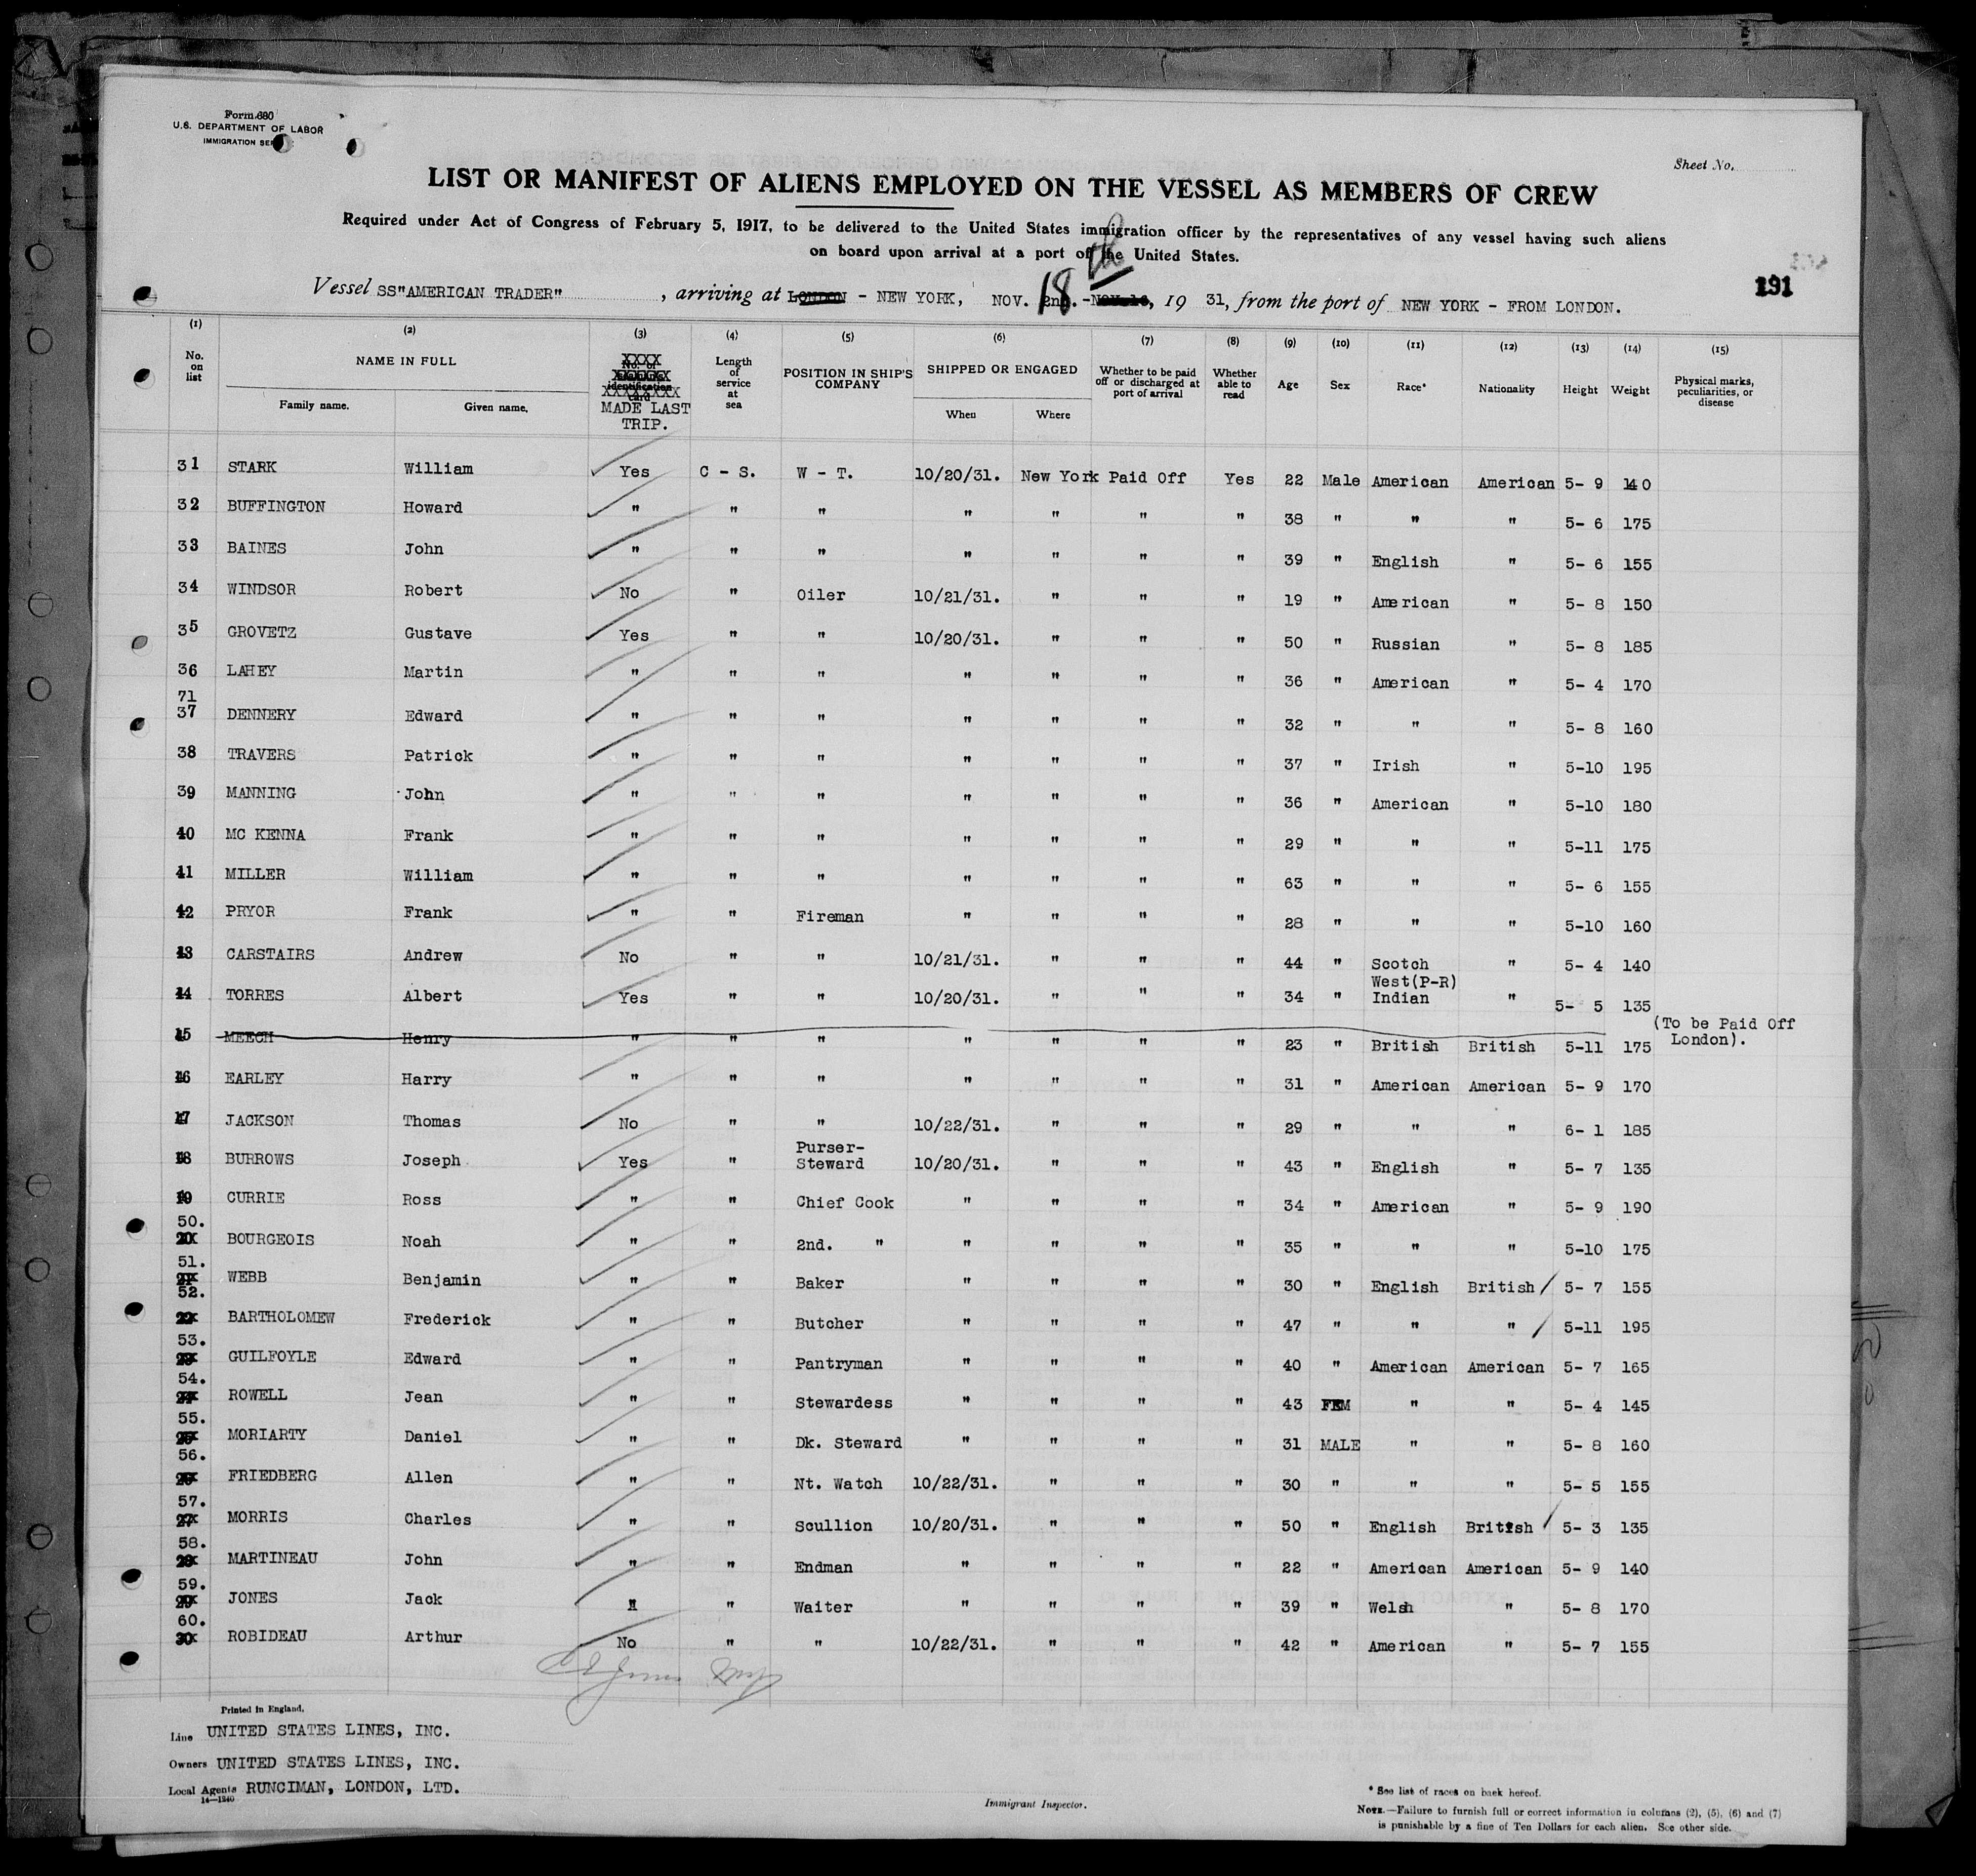 Form 680
U.S. DEPARTMENT OF LABOR
IMMIGRATION
Sheet No.
LIST OR MANIFEST OF ALIENS EMPLOYED ON THE VESSEL AS MEMBERS OF CREW
Required under Act of Congress of February 5, 1917, to be delivered to the United States immigration officer by the representatives of any vessel having such aliens
on board upon arrival at a port of the United States.
191
Vessel SS"AMERICAN TRADER", arriving at LONDON - NEW YORK, NOV. 2nd. 18th -NOV. 16, 19 31, from the port of NEW YORK - FROM LONDON.
(1) (2) (3) (4) (5) (6) (7) (8) (9) (10) (11) (12) (13) (14) (15)
No. on list NAME IN FULL Family name. Given name. XXXX No. of XXXXXX identification XXXXXXXX card MADE LAST TRIP. Length of service at sea POSITION IN SHIP'S COMPANY SHIPPED OR ENGAGED When Where Whether to be paid off or discharged at port of arrival Whether able to read Age Sex Race* Nationality Height Weight Physical marks, peculiarities, or disease
31 STARK William Yes C - S. W - T. 10/20/31. New York Paid Off Yes 22 Male American American 5- 9 140
32 BUFFINGTON Howard " " " " " " " 38 " " " 5- 6 175
33 BAINES John " " " " " " " 39 " English " 5- 6 155
34 WINDSOR Robert No " Oiler 10/21/31. " " " 19 " American " 5- 8 150
35 GROVETZ Gustave Yes " " 10/20/31. " " " 50 " Russian " 5- 8 185
36 LAHEY Martin " " " " " " " 36 " American " 5- 4 170
71
37 DENNERY Edward " " " " " " " 32 " " " 5- 8 160
38 TRAVERS Patrick " " " " " " " 37 " Irish " 5-10 195
39 MANNING John " " " " " " " 36 " American " 5-10 180
40 MC KENNA Frank " " " " " " " 29 " " " 5-11 175
41 MILLER William " " " " " " " 63 " " " 5- 6 155
42 PRYOR Frank " " Fireman " " " " 28 " " " 5-10 160
43 CARSTAIRS Andrew No " " 10/21/31. " " " 44 " Scotch " 5- 4 140
44 TORRES Albert Yes " " 10/20/31. " " " 34 " West(P-R) Indian " 5- 5 135
45 MEECH Henry " " " " " " " 23 " British British 5-11 175 (To be Paid Off London).
46 EARLEY Harry " " " " " " " 31 " American American 5- 9 170
47 JACKSON Thomas No " " 10/22/31. " " " 29 " " " 6- 1 185
48 BURROWS Joseph Yes " Purser-Steward 10/20/31. " " " 43 " English " 5- 7 135
49 CURRIE Ross " " Chief Cook " " " " 34 " American " 5- 9 190
50. 20x BOURGEOIS Noah " " 2nd. " " " " " 35 " " " 5-10 175
51. 21x WEBB Benjamin " " Baker " " " " 30 " English British 5- 7 155
52. 22x BARTHOLOMEW Frederick " " Butcher " " " " 47 " " " 5-11 195
53. 23x GUILFOYLE Edward " " Pantryman " " " " 40 " American American 5- 7 165
54. 24x ROWELL Jean " " Stewardess " " " " 43 FEM " " 5- 4 145
55. 25x MORIARTY Daniel " " Dk. Steward " " " " 31 MALE " " 5- 8 160
56. 26x FRIEDBERG Allen " " Nt. Watch 10/22/31. " " " 30 " " " 5- 5 155
57. 27x MORRIS Charles " " Scullion 10/20/31. " " " 50 " English British 5- 3 135
58. 28x MARTINEAU John " " Endman " " " " 22 " American American 5- 9 140
59. 29x JONES Jack " " Waiter " " " " 39 " Welsh " 5- 8 170
60. 30x ROBIDEAU Arthur No " " 10/22/31. " " " 42 " American " 5- 7 155
Printed in England.
Line UNITED STATES LINES, INC.
Owners UNITED STATES LINES, INC.
Local Agents RUNCIMAN, LONDON, LTD.
14—1240
Immigrant Inspector.
* See list of races on back hereof.
NOTE.—Failure to furnish full or correct information in columns (2), (5), (6) and (7)
is punishable by a fine of Ten Dollars for each alien. See other side.